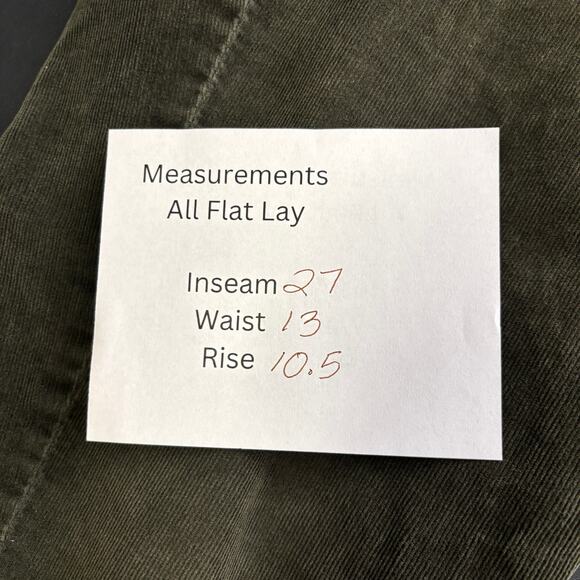 Measurements
All Flat Lay
Inseam 27
Waist 13
Rise 10.5